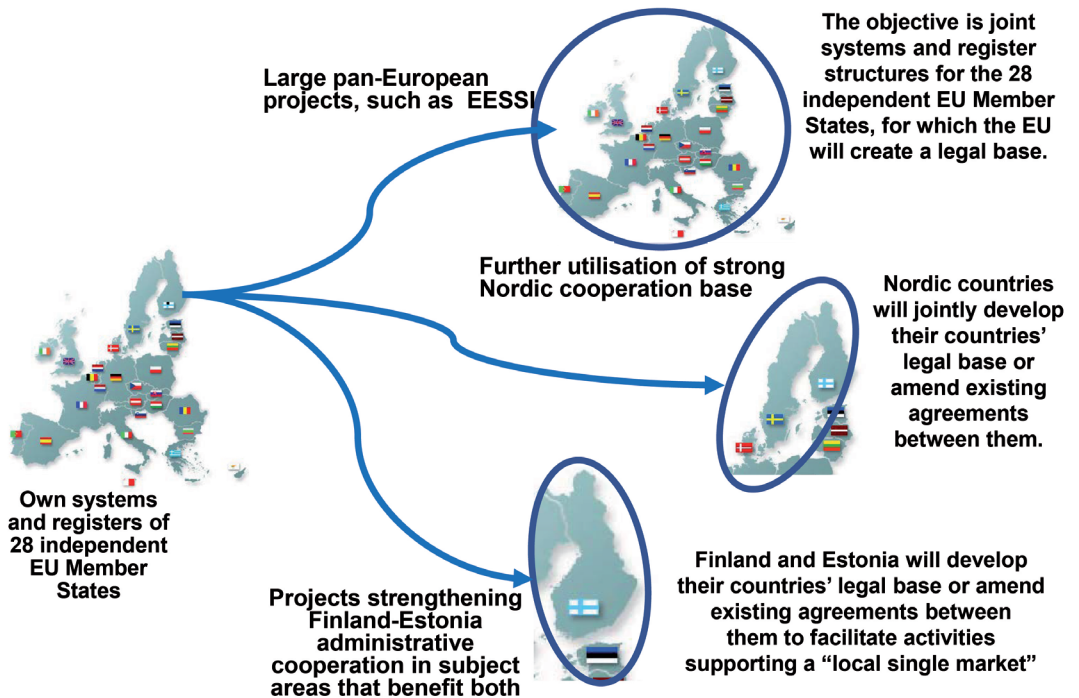 Large pan-European
projects, such as EESSI
The objective is joint
systems and register
structures for the 28
independent EU Member
States, for which the EU
will create a legal base.
Further utilisation of strong
Nordic cooperation base
Nordic countries
will jointly develop
their countries’
legal base or
amend existing
agreements
between them.
Own systems
and registers of
28 independent
EU Member
States
Projects strengthening
Finland-Estonia
administrative
cooperation in subject
areas that benefit both
Finland and Estonia will develop
their countries’ legal base or amend
existing agreements between
them to facilitate activities
supporting a “local single market”